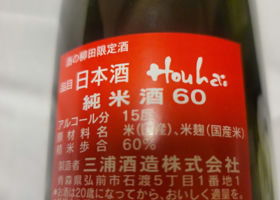 酒の柳田限定酒
品目 日本酒 Houhai
純米酒60
アルコール分 15度
原材料名 米(国産)、米麹(国産米)
精米歩合 60%
製造者 三浦酒造株式会社
青森県弘前市石渡5丁目1番地1
お酒は20歳になってから、おいしく適量を。